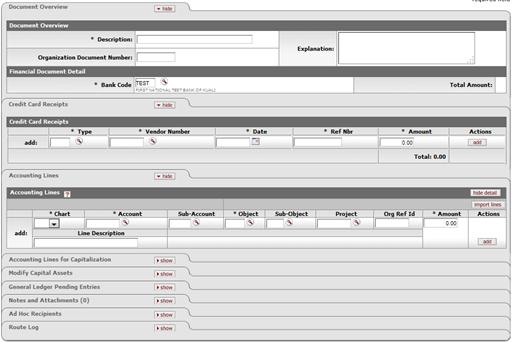 required field
Document Overview ▾ hide
Document Overview
* Description:
Explanation:
Organization Document Number:
Financial Document Detail
* Bank Code TEST
FIRST NATIONAL TEST BANK OF KUALI
Total Amount:
Credit Card Receipts ▾ hide
Credit Card Receipts
* Type * Vendor Number * Date * Ref Nbr * Amount Actions
add: 0.00 add
Total: 0.00
Accounting Lines ▾ hide
Accounting Lines ? hide detail
import lines
* Chart * Account Sub-Account * Object Sub-Object Project Org Ref Id * Amount Actions
add: 0.00
Line Description
add
Accounting Lines for Capitalization ▸ show
Modify Capital Assets ▸ show
General Ledger Pending Entries ▸ show
Notes and Attachments (0) ▸ show
Ad Hoc Recipients ▸ show
Route Log ▸ show